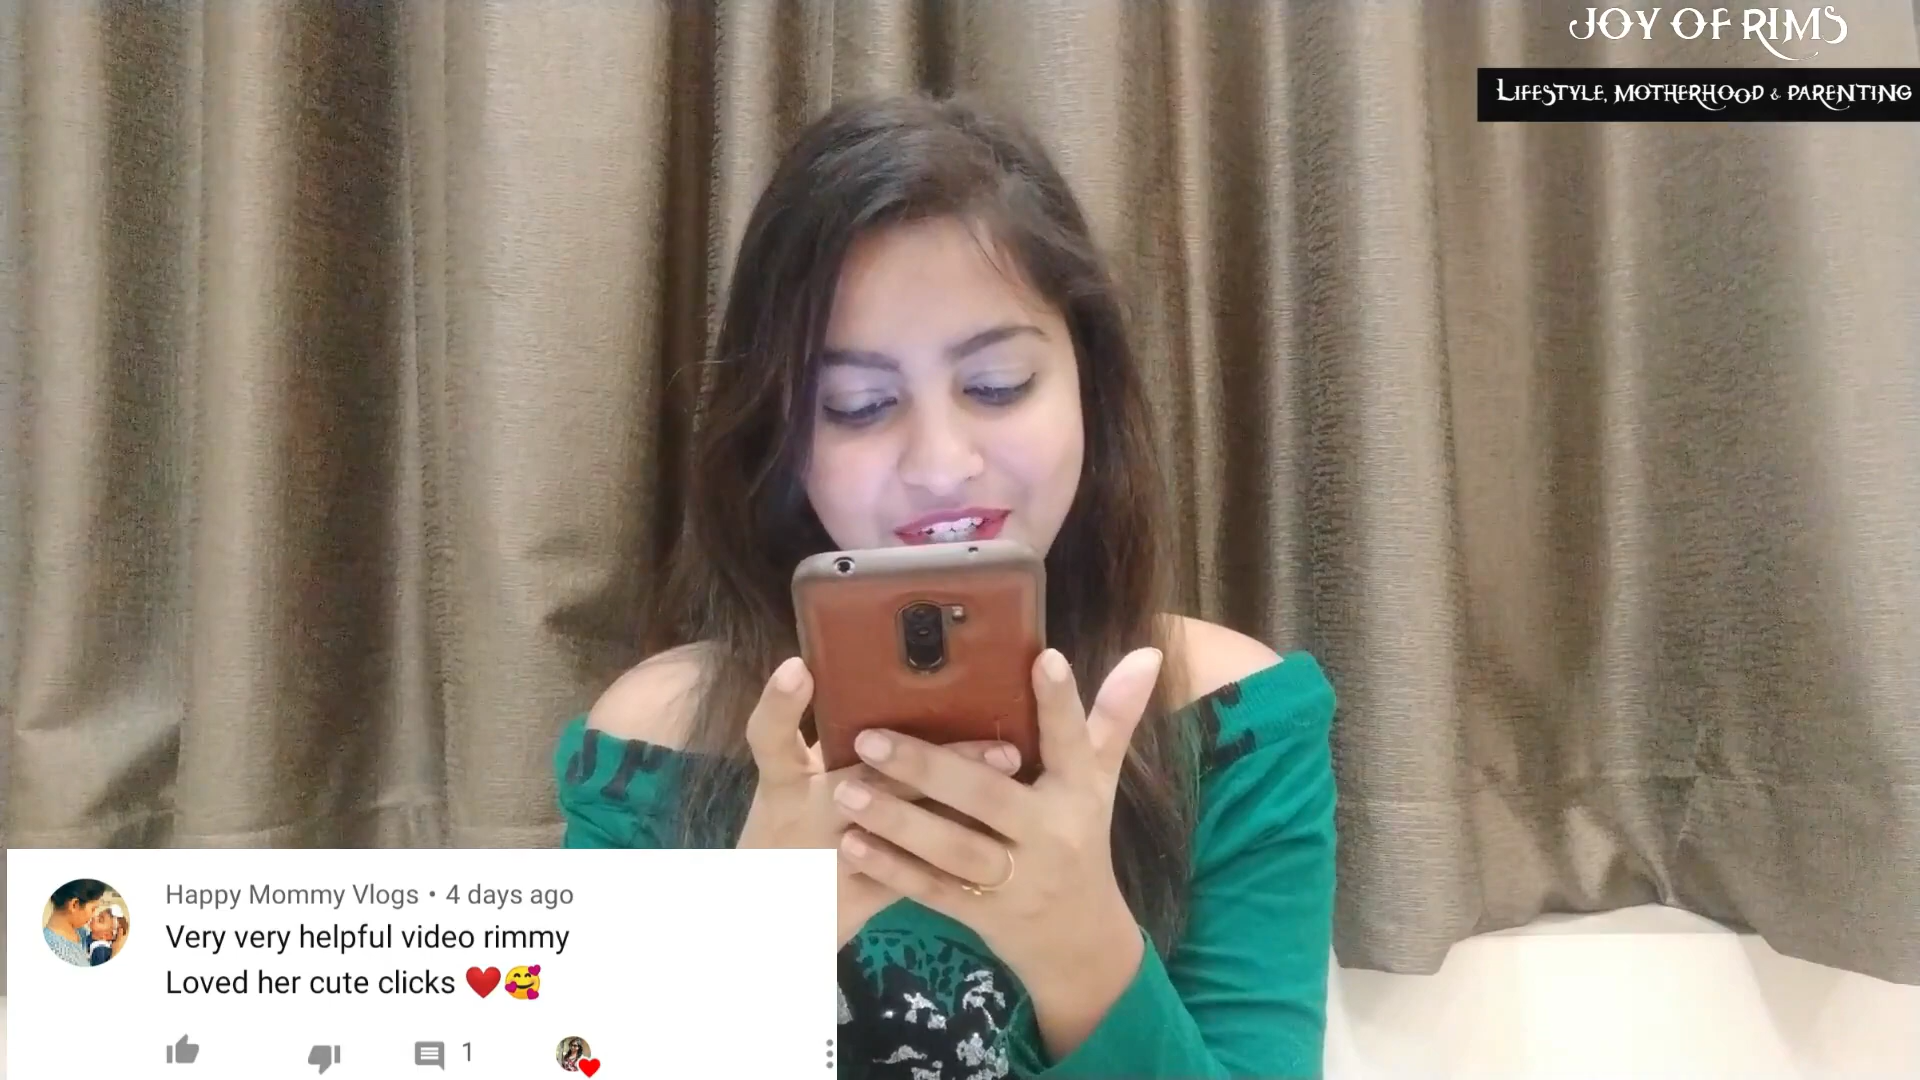 JOY OF RIMS
LIFESTYLE, MOTHERHOOD & PARENTING
Happy Mommy Vlogs • 4 days ago
Very very helpful video rimmy
Loved her cute clicks ❤️🥰
1